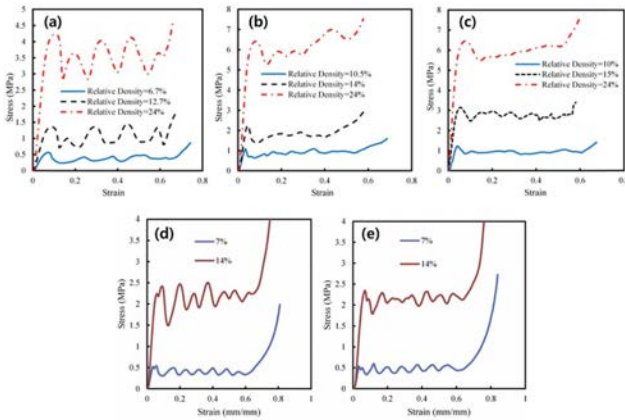 (a)
Stress (MPa)
5
4.5
4
3.5
3
2.5
2
1.5
1
0.5
0
Relative Density=6.7%
Relative Density=12.7%
Relative Density=24%
0 0.2 0.4 0.6 0.8
Strain
(b)
Stress (MPa)
8
7
6
5
4
3
2
1
0
Relative Density=10.5%
Relative Density=14%
Relative Density=24%
0 0.2 0.4 0.6 0.8
Strain
(c)
Stress (MPa)
8
7
6
5
4
3
2
1
0
Relative Density=10%
Relative Density=15%
Relative Density=24%
0 0.2 0.4 0.6 0.8
Strain
(d)
Stress (MPa)
4
3.5
3
2.5
2
1.5
1
0.5
0
7%
14%
0 0.2 0.4 0.6 0.8 1
Strain (mm/mm)
(e)
Stress (MPa)
4
3.5
3
2.5
2
1.5
1
0.5
0
7%
14%
0 0.2 0.4 0.6 0.8 1
Strain (mm/mm)